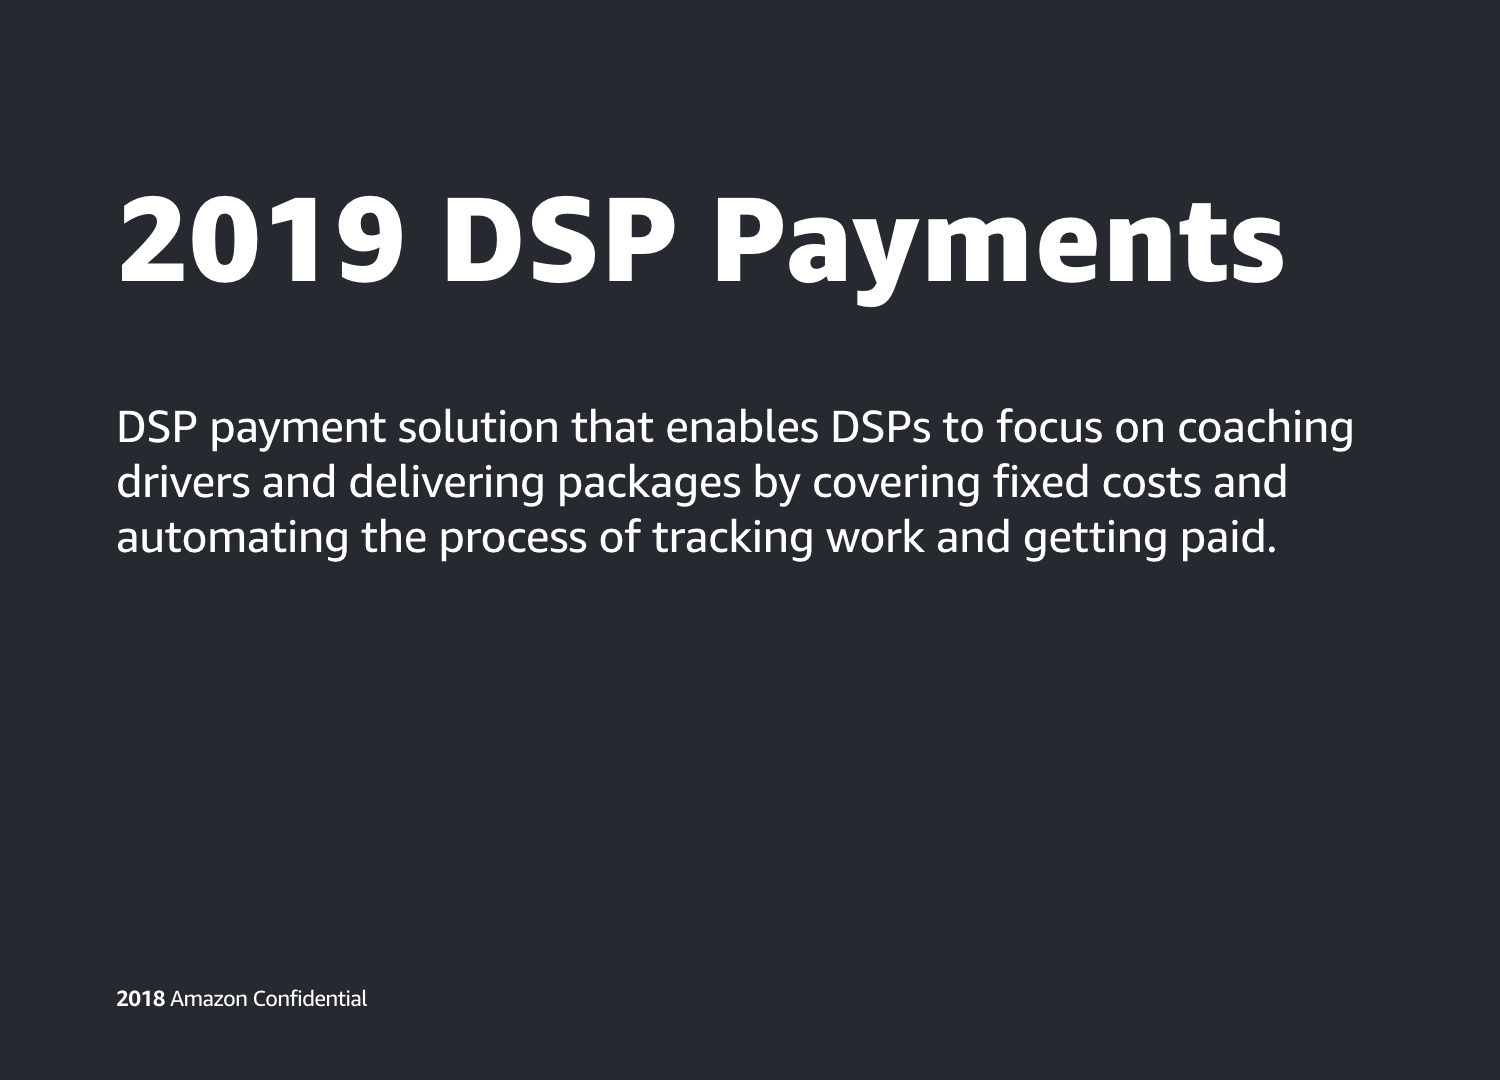 2019 DSP Payments
DSP payment solution that enables DSPs to focus on coaching
drivers and delivering packages by covering fixed costs and
automating the process of tracking work and getting paid.
2018 Amazon Confidential